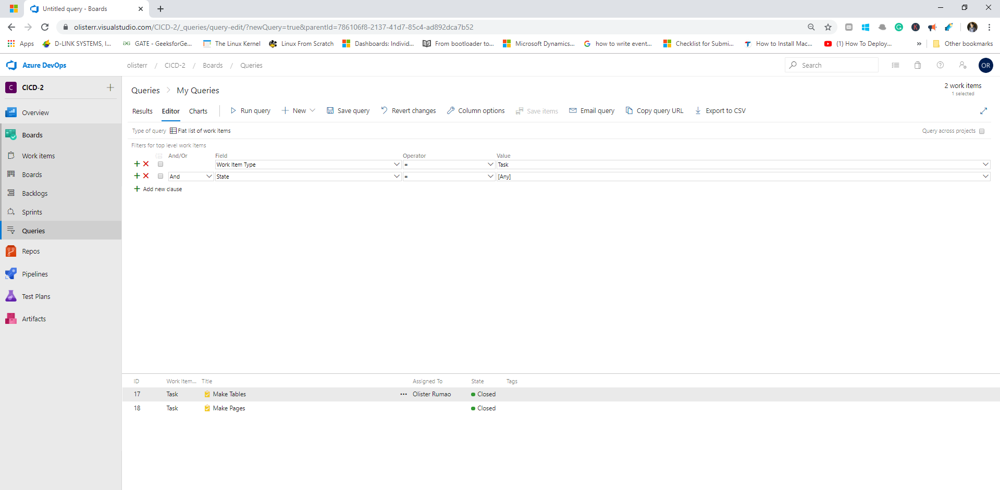 Untitled query - Boards
olisterr.visualstudio.com/CICD-2/_queries/query-edit/?newQuery=true&parentId=786106f8-2137-41d7-85c4-ad892dca7b52
Apps D-LINK SYSTEMS, I... GATE - GeeksforGe... The Linux Kernel Linux From Scratch Dashboards: Individ... From bootloader to... Microsoft Dynamics... how to write event... Checklist for Submi... How to Install Mac... (1) How To Deploy... » Other bookmarks
Azure DevOps olisterr / CICD-2 / Boards / Queries Search OR
C CICD-2
Overview
Boards
Work items
Boards
Backlogs
Sprints
Queries
Repos
Pipelines
Test Plans
Artifacts
Queries > My Queries
2 work items
1 selected
Results Editor Charts Run query New Save query Revert changes Column options Save items Email query Copy query URL Export to CSV
Type of query Flat list of work items Query across projects
Filters for top level work items
And/Or Field Operator Value
Work Item Type = Task
And State = [Any]
Add new clause
ID Work Item... Title Assigned To State Tags
17 Task Make Tables ... Olister Rumao Closed
18 Task Make Pages Closed